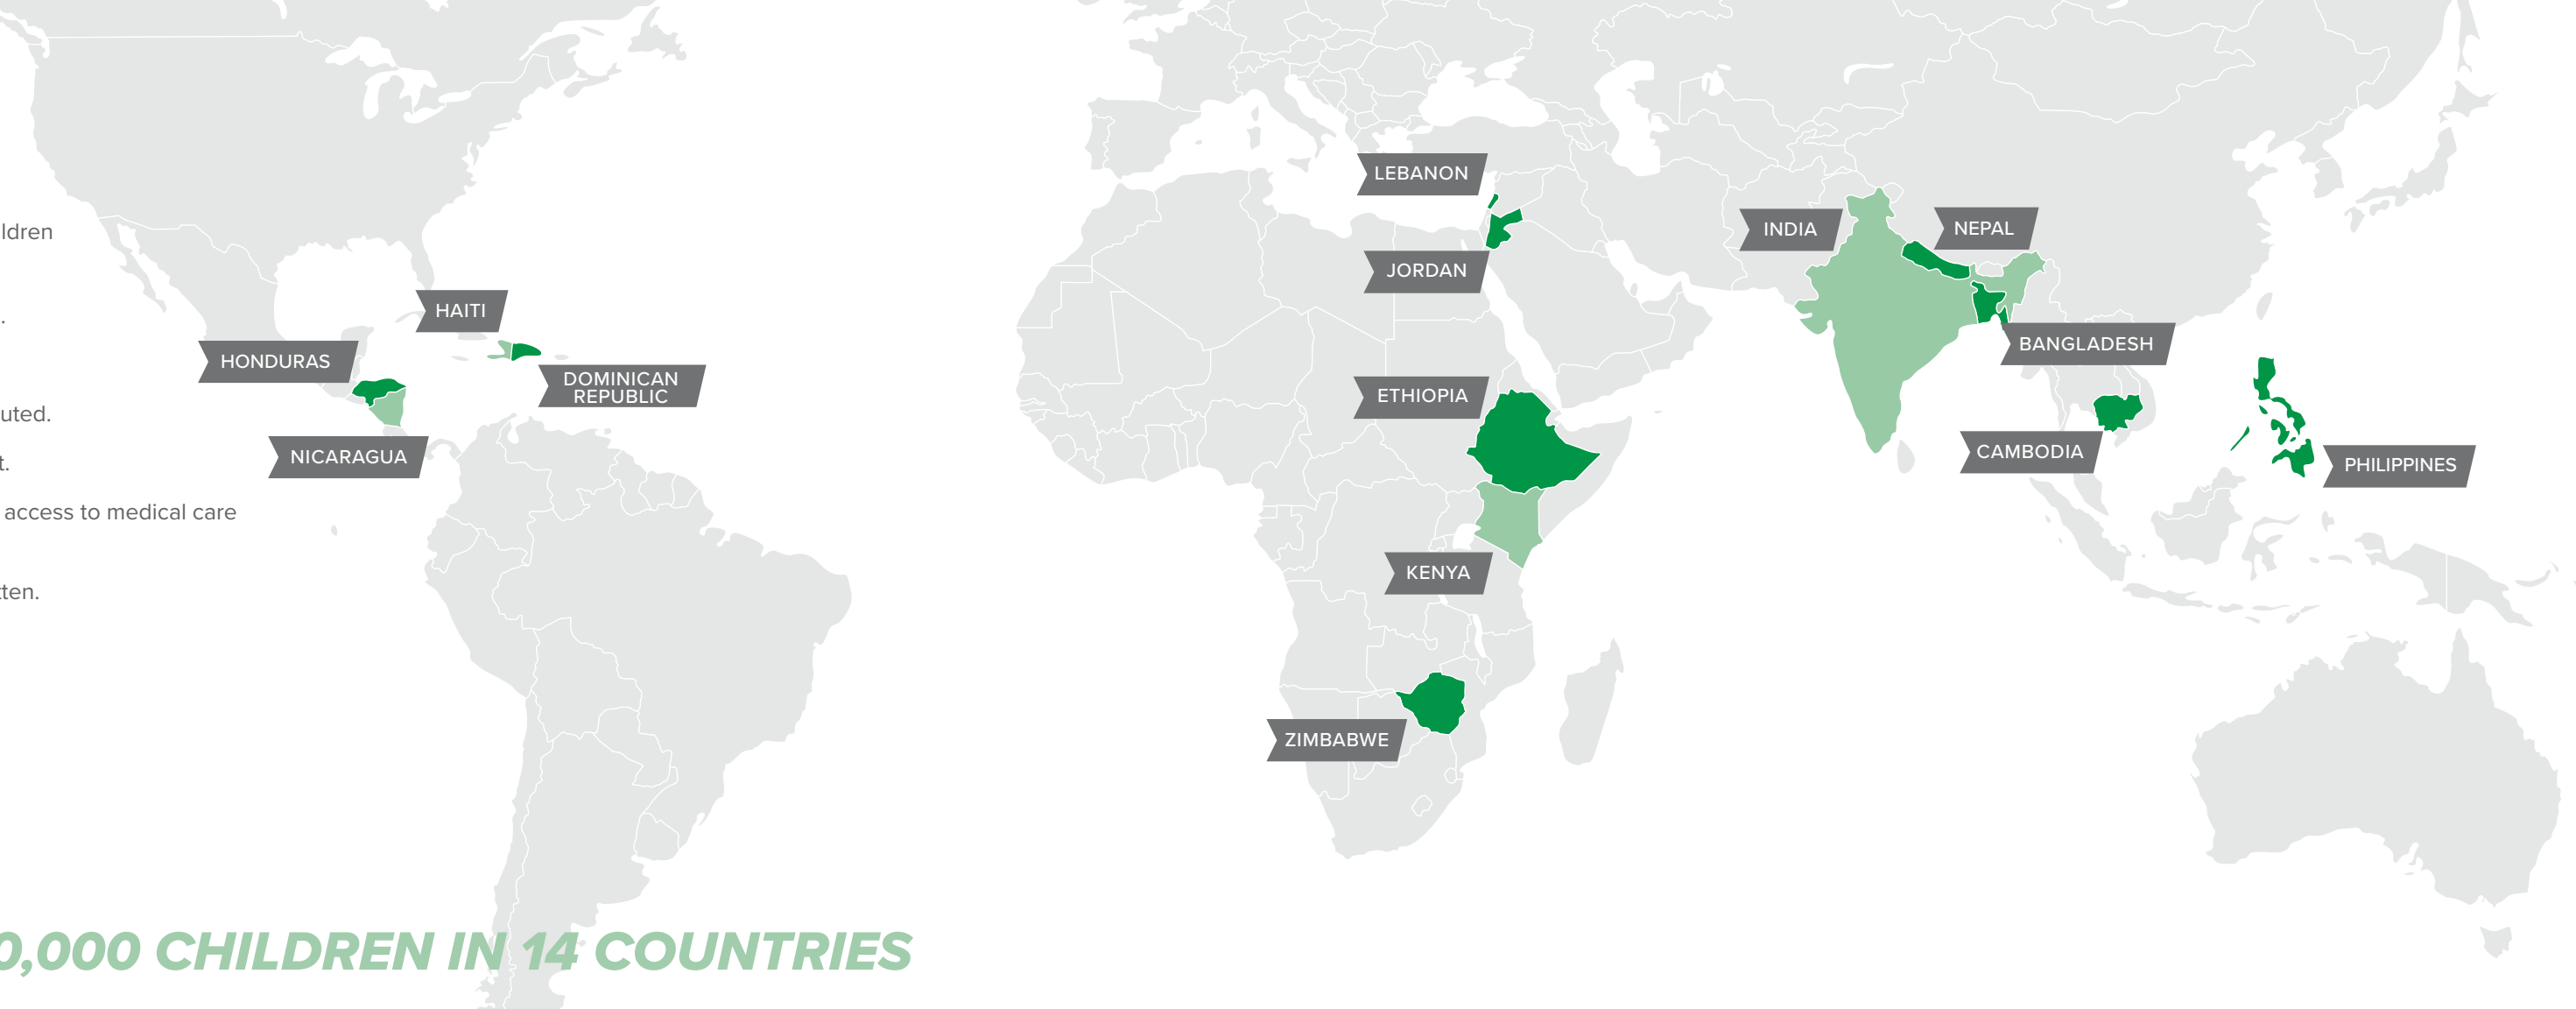 ldren
.
uted.
t.
access to medical care
ten.
LEBANON
INDIA
NEPAL
JORDAN
HAITI
HONDURAS
DOMINICAN
REPUBLIC
BANGLADESH
ETHIOPIA
NICARAGUA
CAMBODIA
PHILIPPINES
KENYA
ZIMBABWE
0,000 CHILDREN IN 14 COUNTRIES